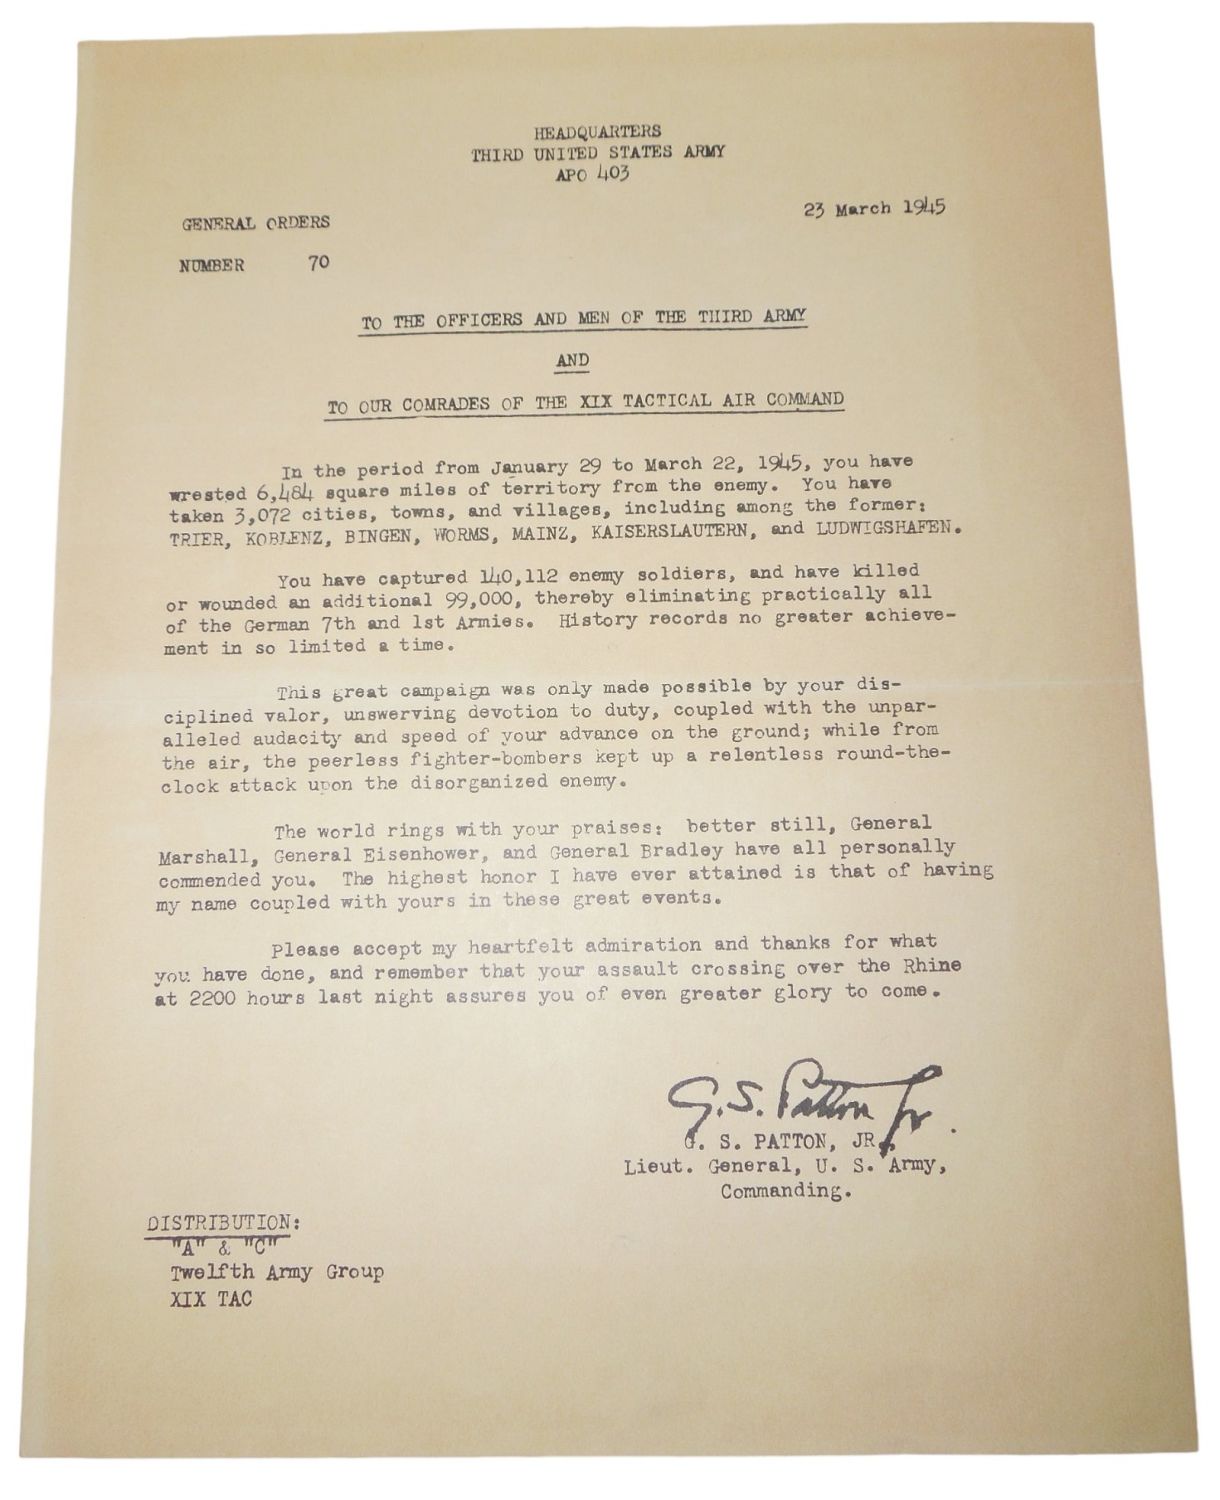 HEADQUARTERS
THIRD UNITED STATES ARMY
APO 403
23 March 1945
GENERAL ORDERS
NUMBER 70
TO THE OFFICERS AND MEN OF THE THIRD ARMY
AND
TO OUR COMRADES OF THE XIX TACTICAL AIR COMMAND
In the period from January 29 to March 22, 1945, you have
wrested 6,484 square miles of territory from the enemy. You have
taken 3,072 cities, towns, and villages, including among the former:
TRIER, KOBLENZ, BINGEN, WORMS, MAINZ, KAISERSLAUTERN, and LUDWIGSHAFEN.
You have captured 140,112 enemy soldiers, and have killed
or wounded an additional 99,000, thereby eliminating practically all
of the German 7th and 1st Armies. History records no greater achieve-
ment in so limited a time.
This great campaign was only made possible by your dis-
ciplined valor, unswerving devotion to duty, coupled with the unpar-
alleled audacity and speed of your advance on the ground; while from
the air, the peerless fighter-bombers kept up a relentless round-the-
clock attack upon the disorganized enemy.
The world rings with your praises: better still, General
Marshall, General Eisenhower, and General Bradley have all personally
commended you. The highest honor I have ever attained is that of having
my name coupled with yours in these great events.
Please accept my heartfelt admiration and thanks for what
you have done, and remember that your assault crossing over the Rhine
at 2200 hours last night assures you of even greater glory to come.
G. S. Patton Jr.
G. S. PATTON, JR.,
Lieut. General, U. S. Army,
Commanding.
DISTRIBUTION:
"A" & "C"
Twelfth Army Group
XIX TAC